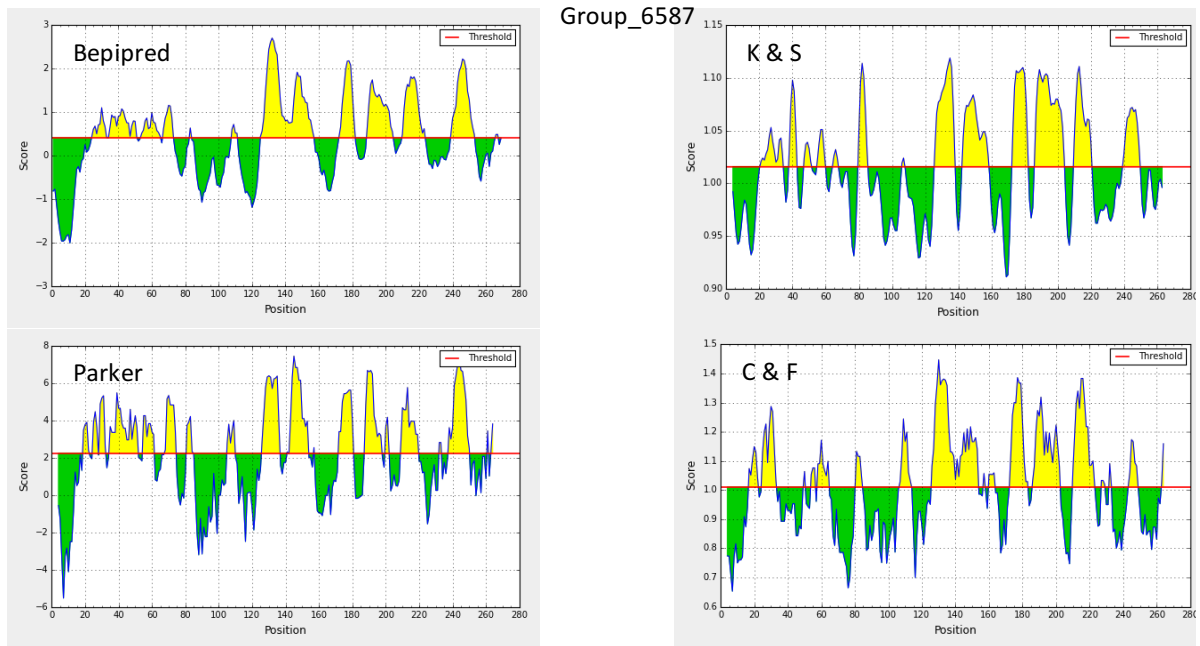 Group_6587
Bepipred
Threshold
3
2
1
0
−1
−2
−3
Score
0 20 40 60 80 100 120 140 160 180 200 220 240 260 280
Position
K & S
Threshold
1.15
1.10
1.05
1.00
0.95
0.90
Score
0 20 40 60 80 100 120 140 160 180 200 220 240 260 280
Position
Parker
Threshold
8
6
4
2
0
−2
−4
−6
Score
0 20 40 60 80 100 120 140 160 180 200 220 240 260 280
Position
C & F
Threshold
1.5
1.4
1.3
1.2
1.1
1.0
0.9
0.8
0.7
0.6
Score
0 20 40 60 80 100 120 140 160 180 200 220 240 260 280
Position